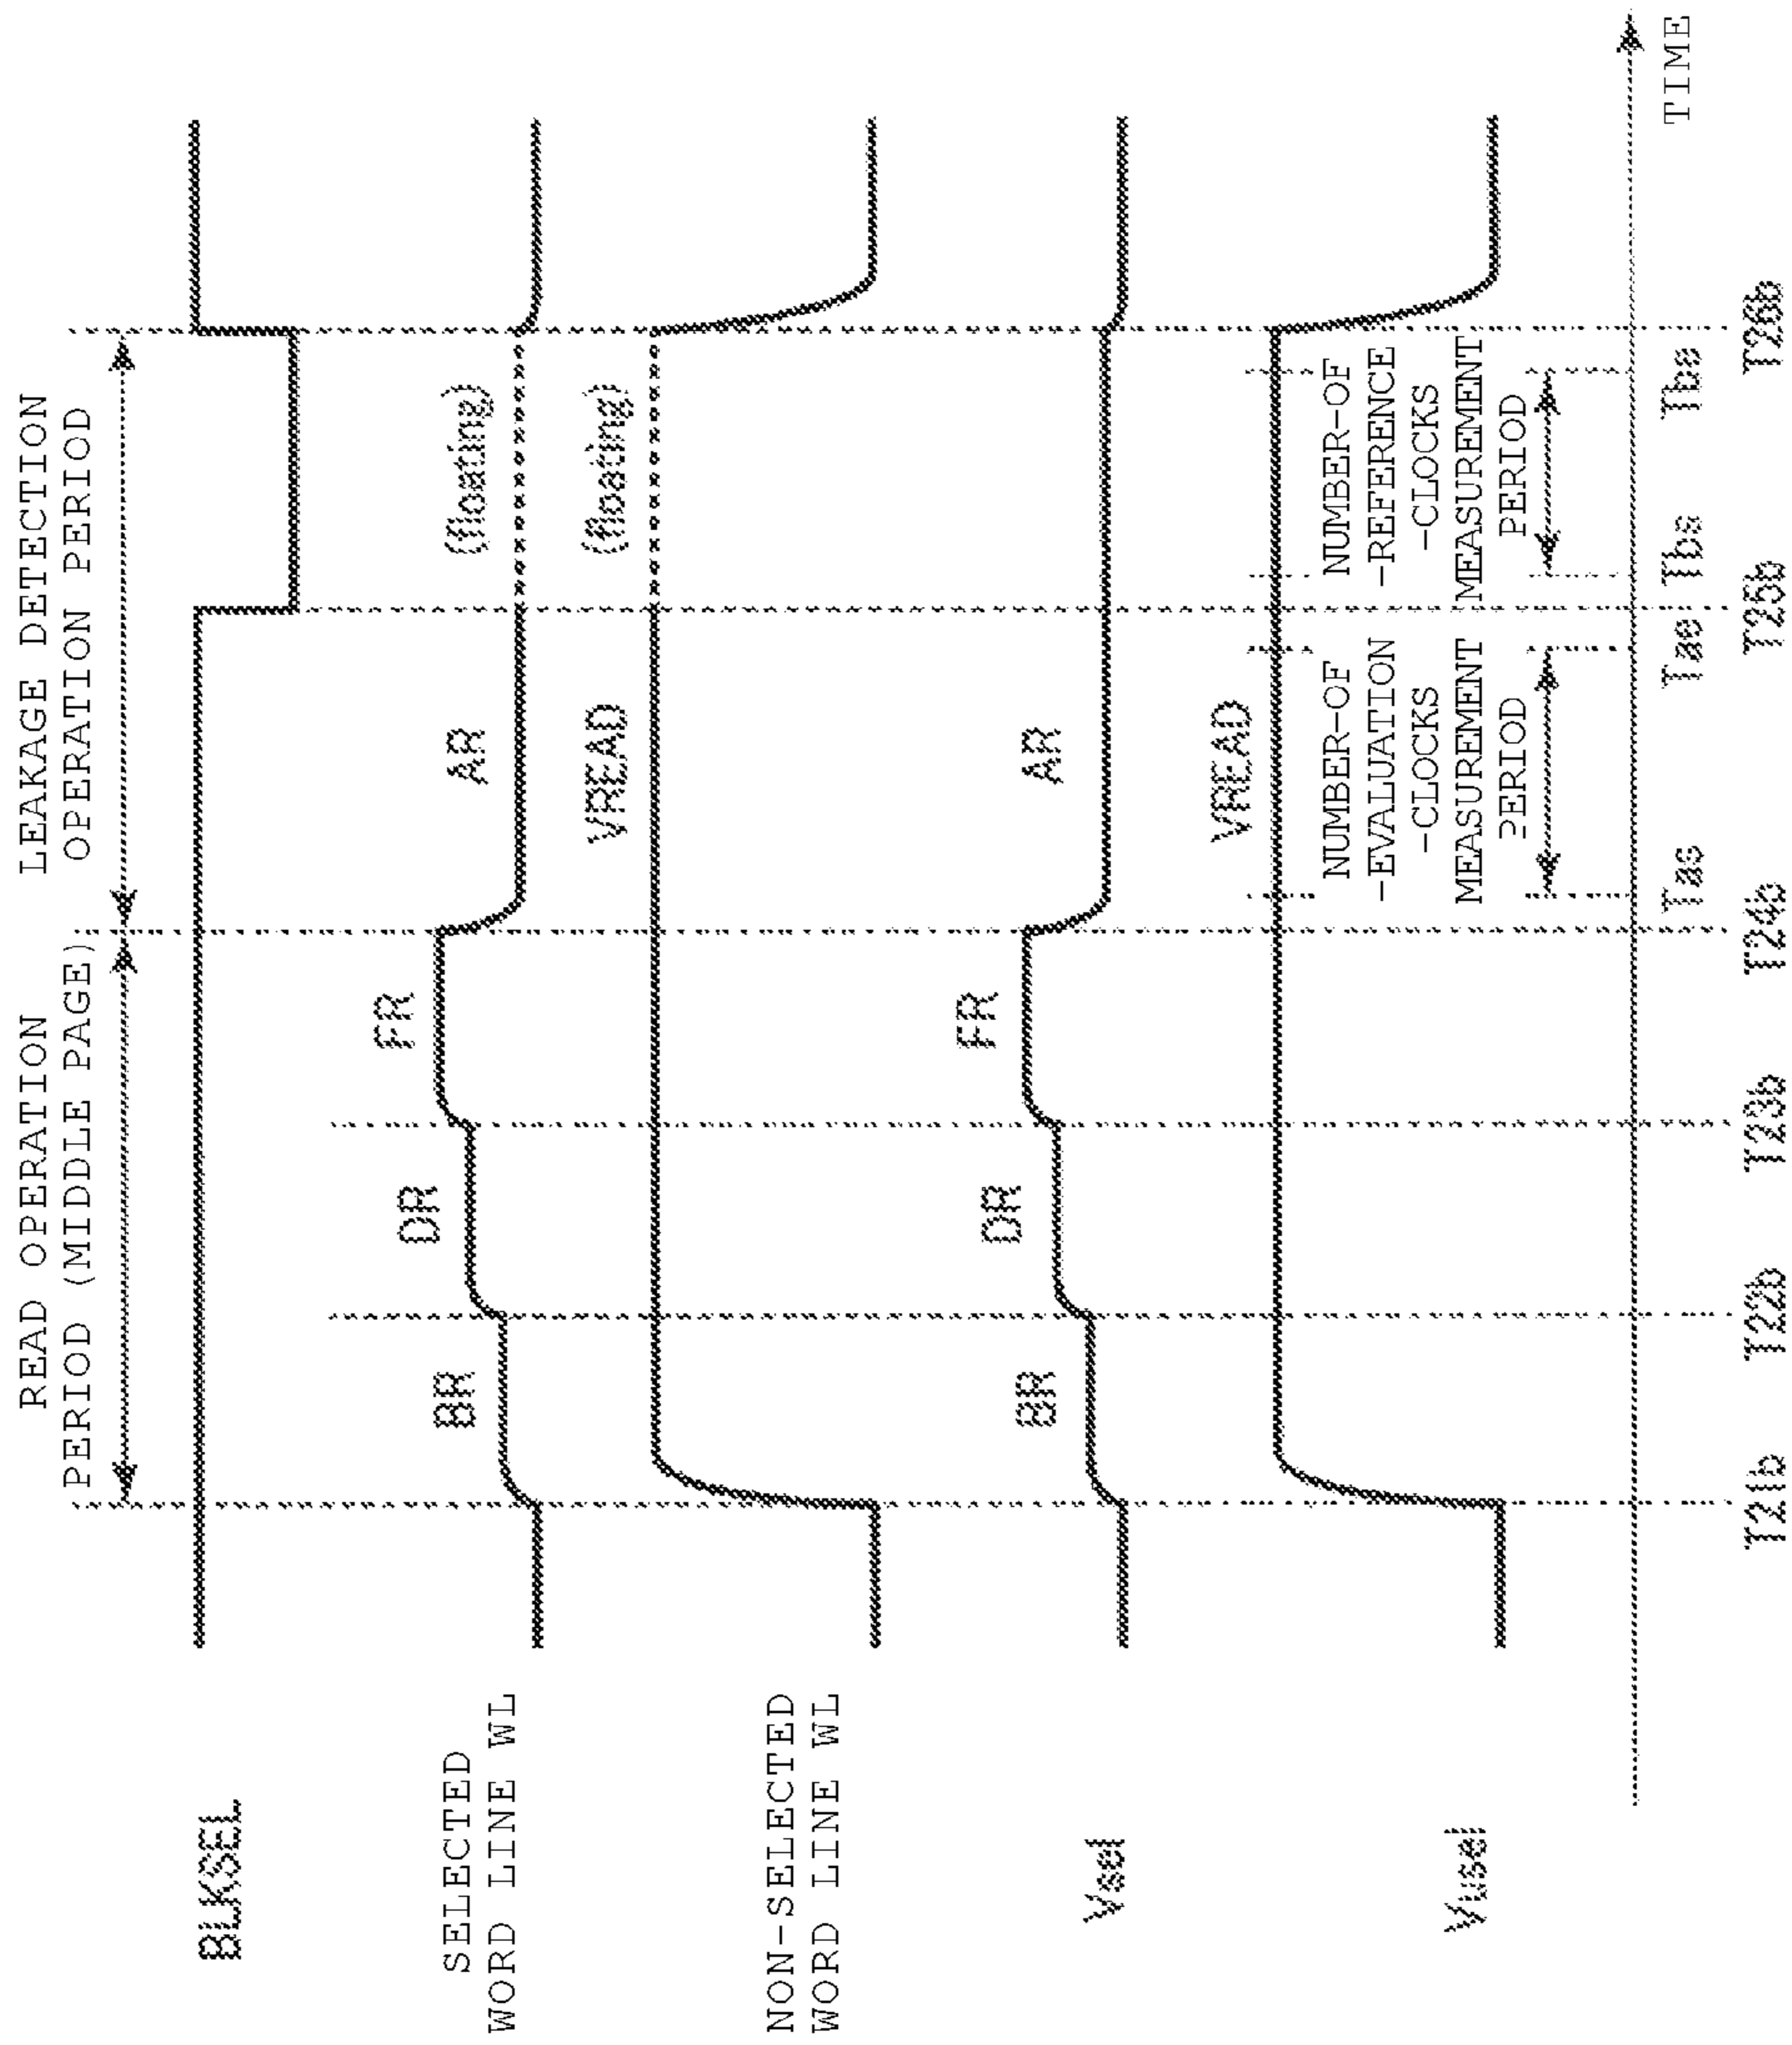 READ OPERATION
PERIOD (MIDDLE PAGE)
LEAKAGE DETECTION
OPERATION PERIOD
BLKSEL
SELECTED
WORD LINE WL
BR
DR
FR
AR
(floating)
NON-SELECTED
WORD LINE WL
VREAD
(floating)
Vsel
BR
DR
FR
AR
Vusel
VREAD
NUMBER-OF
-EVALUATION
-CLOCKS
MEASUREMENT
PERIOD
NUMBER-OF
-REFERENCE
-CLOCKS
MEASUREMENT
PERIOD
Tas
Tae
Tbs
Tbs
TIME
T21b
T22b
T23b
T24b
T25b
T26b